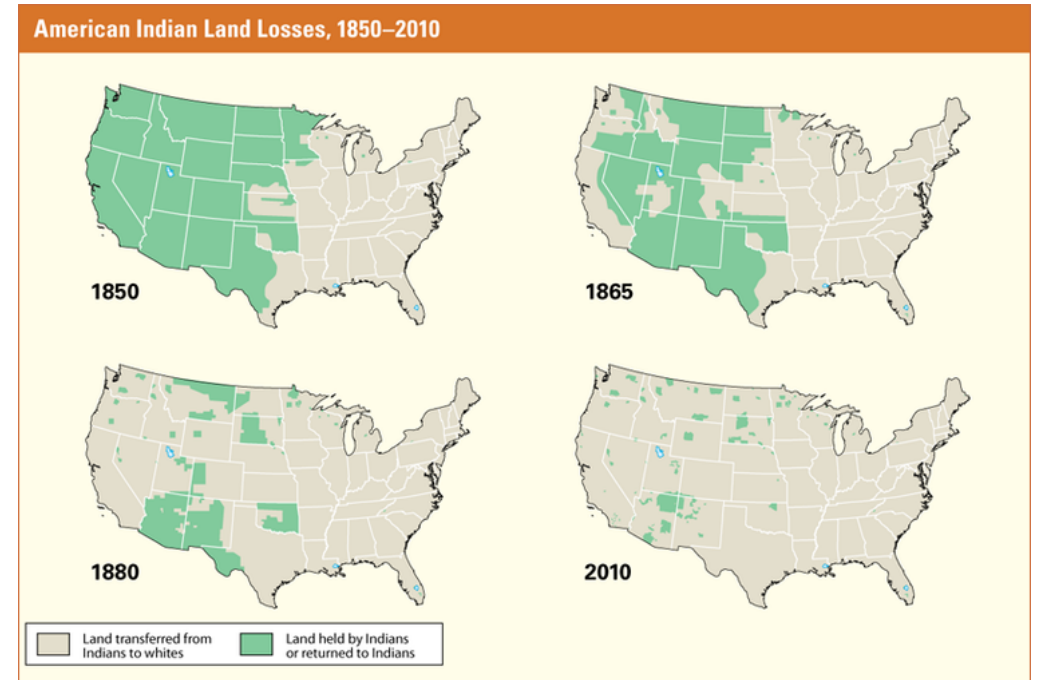 American Indian Land Losses, 1850–2010
1850
1865
1880
2010
Land transferred from
Indians to whites
Land held by Indians
or returned to Indians